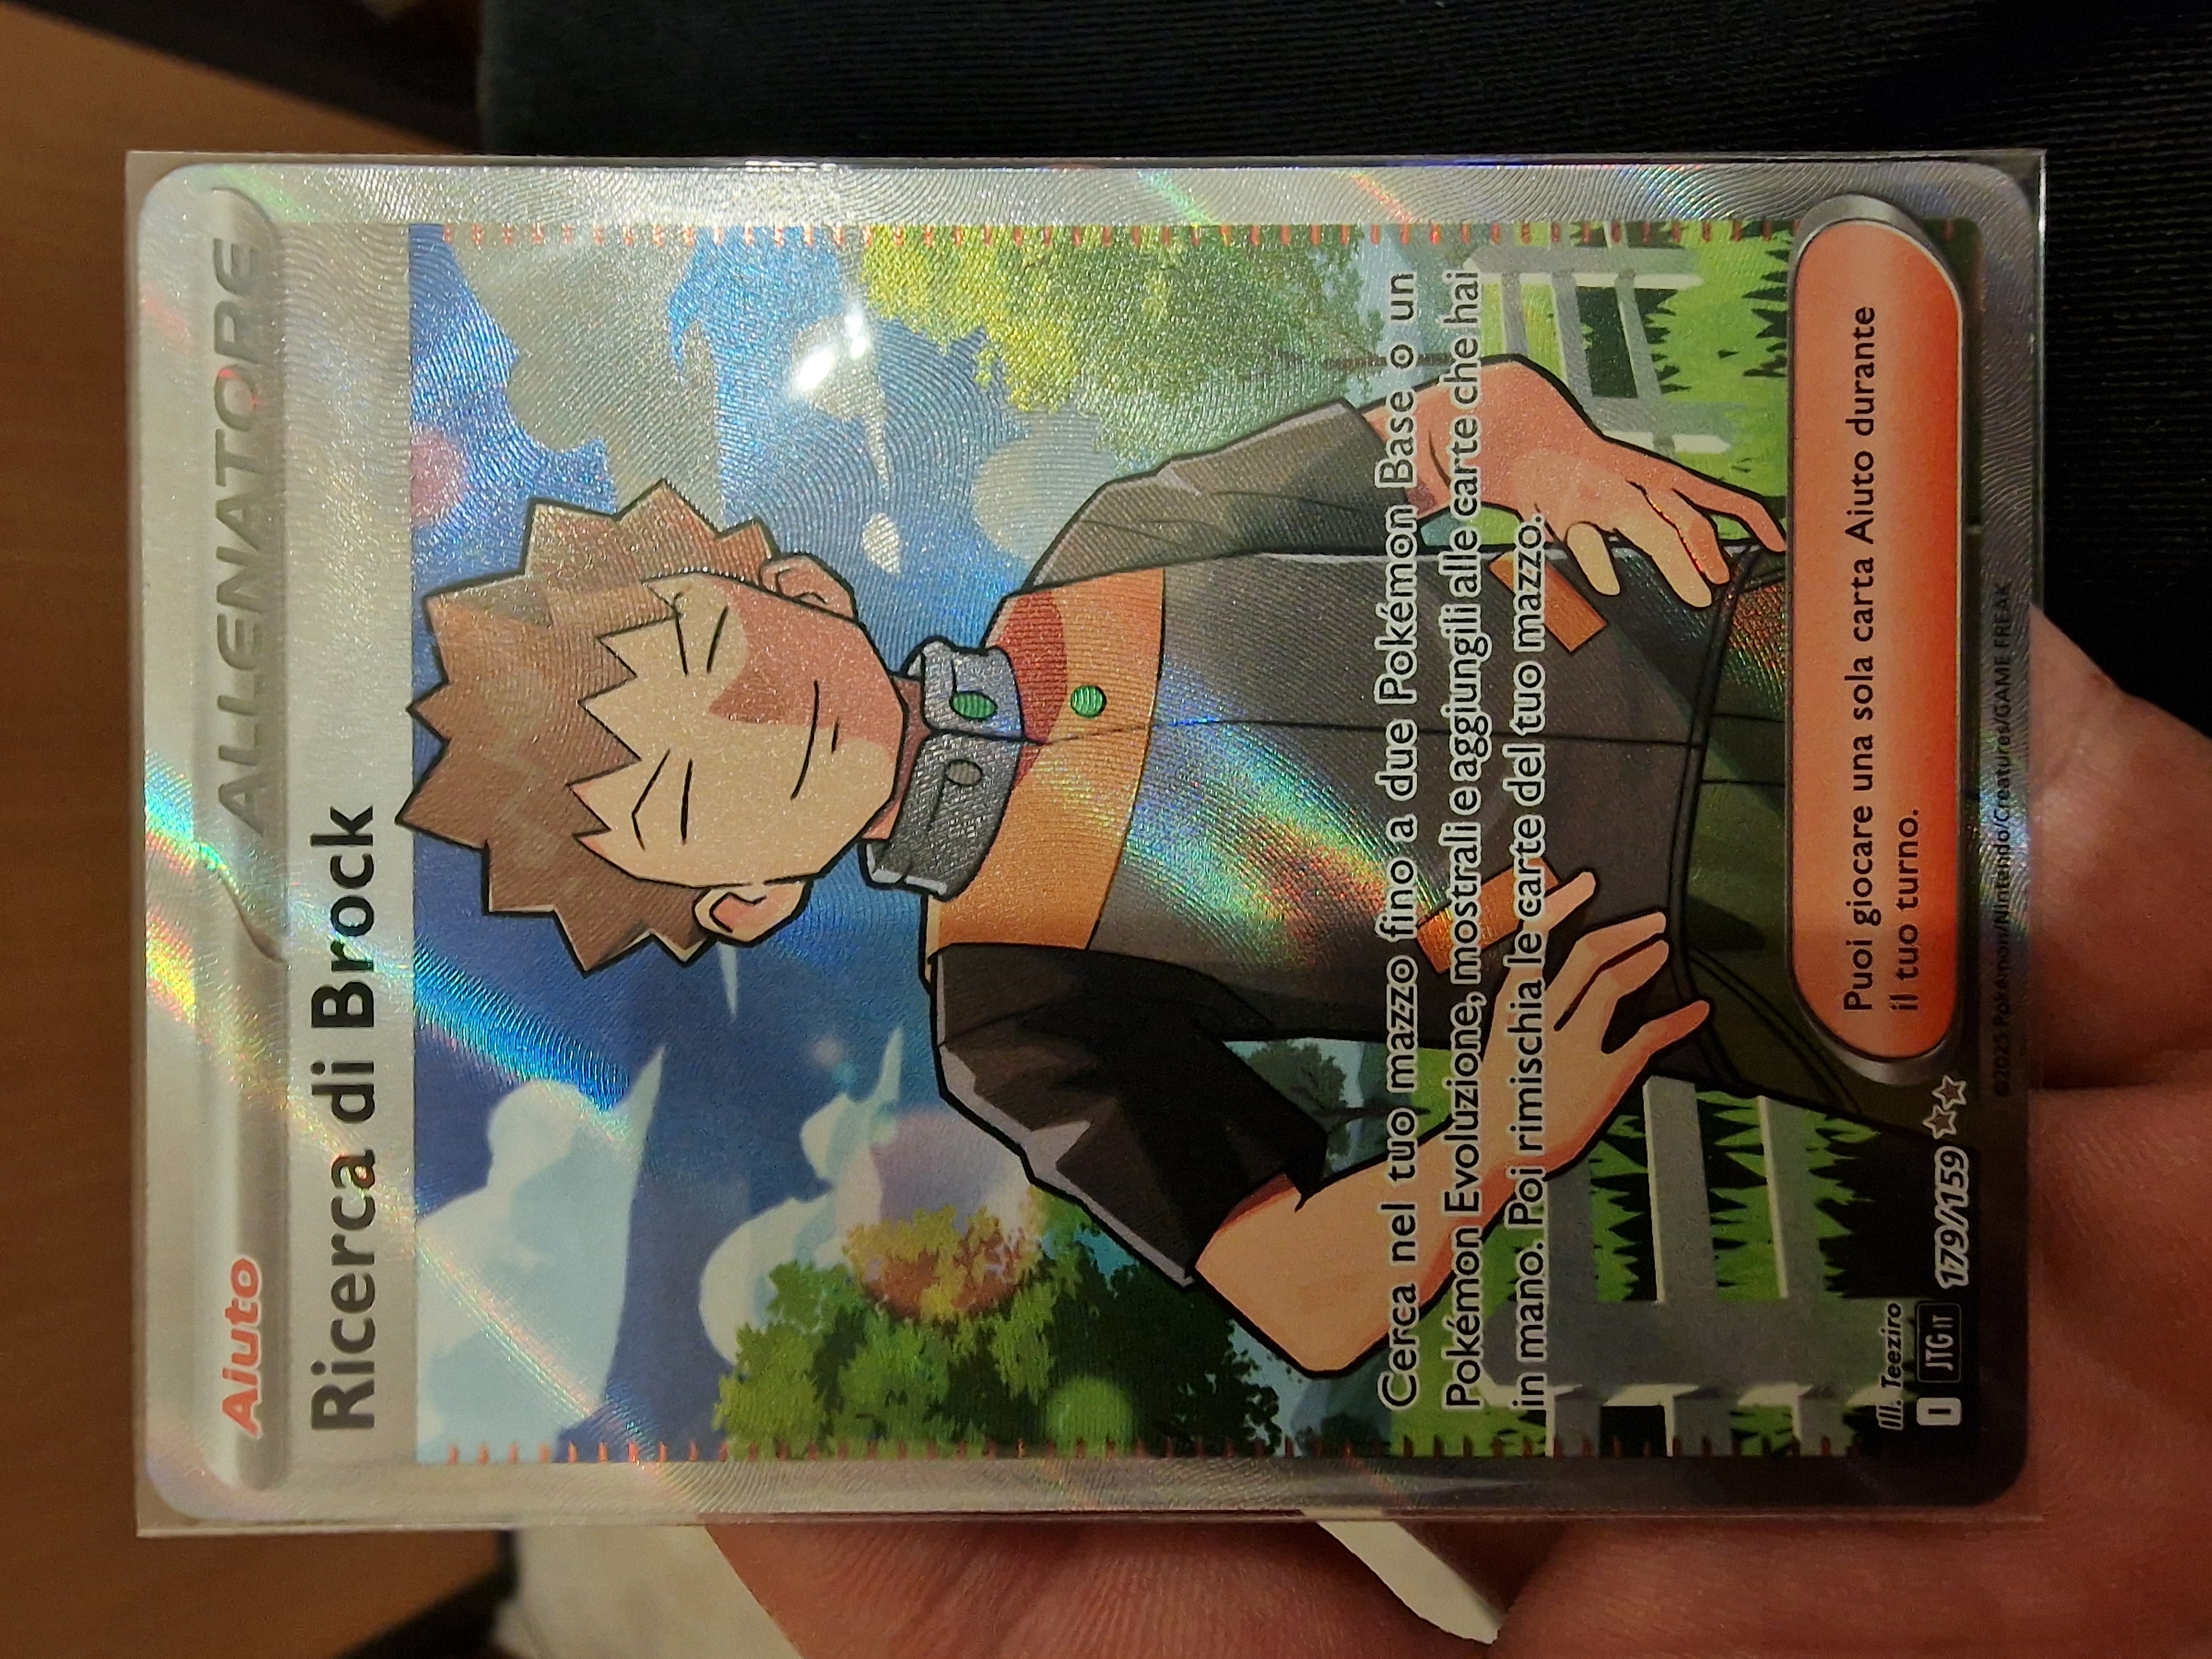 Aiuto
ALLENATORE
Ricerca di Brock
Cerca nel tuo mazzo fino a due Pokémon Base o un
Pokémon Evoluzione, mostrali e aggiungili alle carte che hai
in mano. Poi rimischia le carte del tuo mazzo.
Puoi giocare una sola carta Aiuto durante
il tuo turno.
Ill. Teeziro
I JTG IT 179/159
©2025 Pokémon/Nintendo/Creatures/GAME FREAK